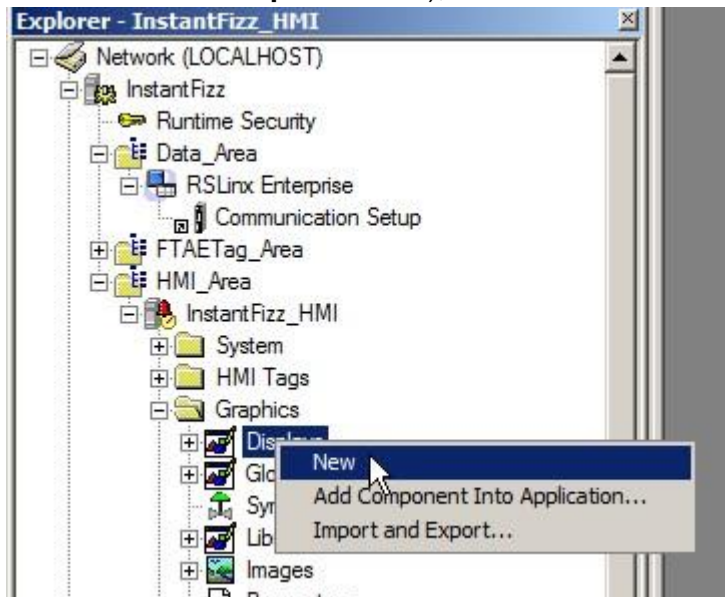 Explorer - InstantFizz_HMI
Network (LOCALHOST)
InstantFizz
Runtime Security
Data_Area
RSLinx Enterprise
Communication Setup
FTAETag_Area
HMI_Area
InstantFizz_HMI
System
HMI Tags
Graphics
Displays
New
Add Component Into Application...
Import and Export...
Images